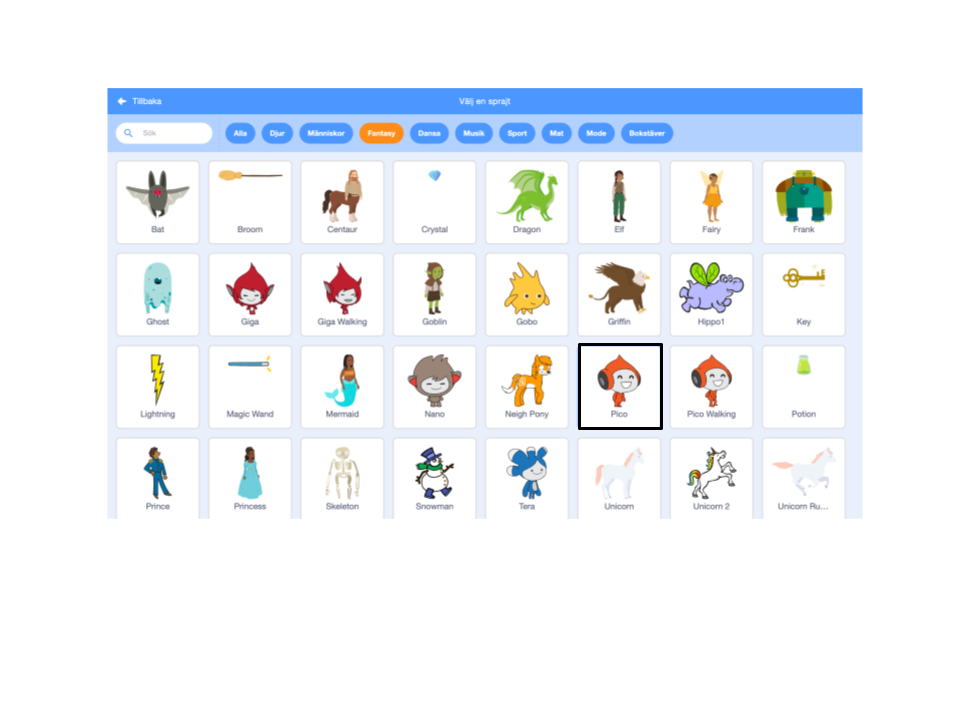 Tillbaka
Välj en sprajt
Sök
Alla
Djur
Människor
Fantasy
Dansa
Musik
Sport
Mat
Mode
Bokstäver
Bat
Broom
Centaur
Crystal
Dragon
Elf
Fairy
Frank
Ghost
Giga
Giga Walking
Goblin
Gobo
Griffin
Hippo1
Key
Lightning
Magic Wand
Mermaid
Nano
Neigh Pony
Pico
Pico Walking
Potion
Prince
Princess
Skeleton
Snowman
Tera
Unicorn
Unicorn 2
Unicorn Ru...